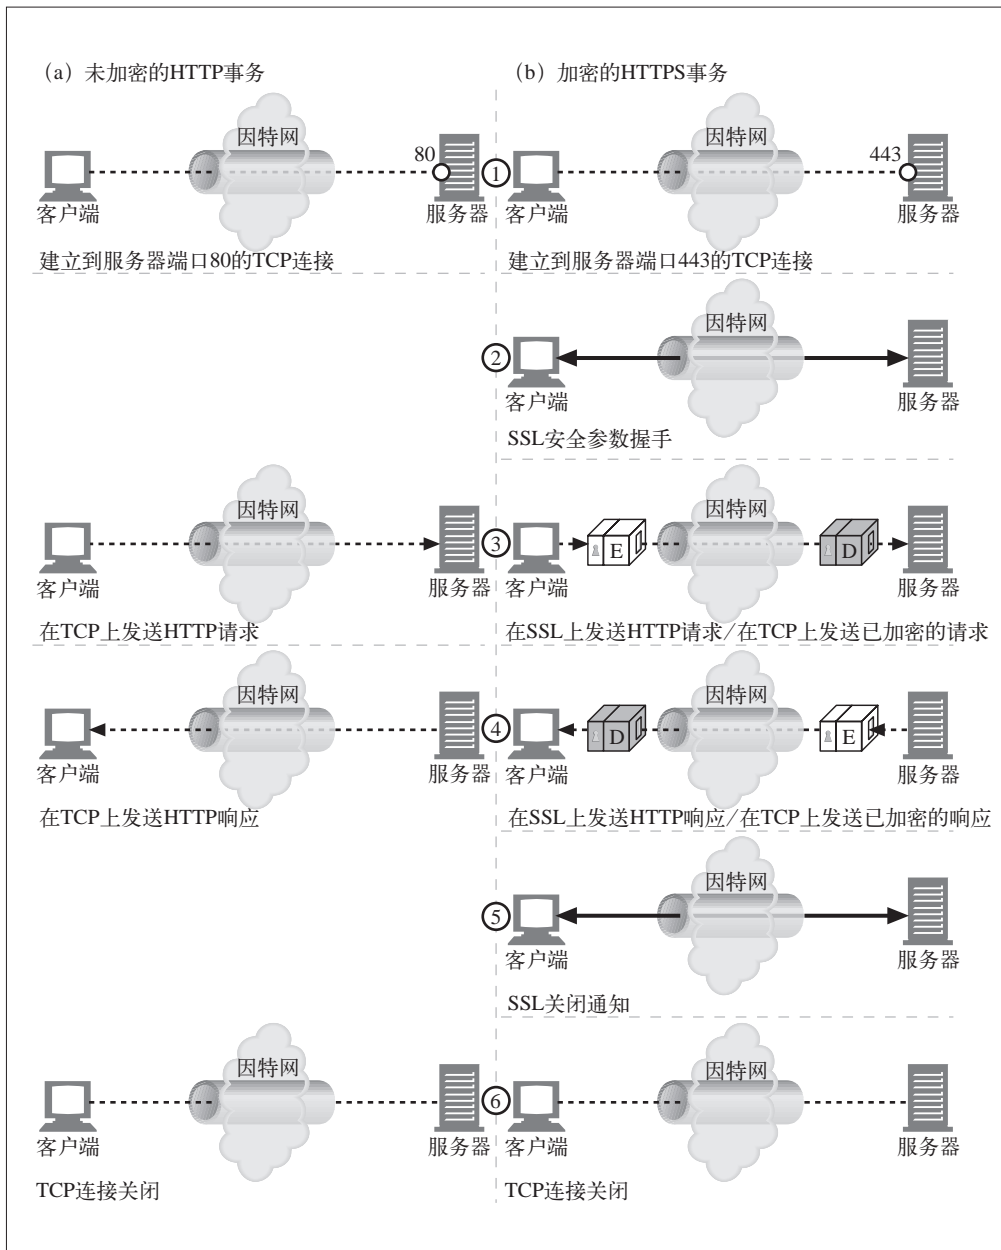 （a）未加密的HTTP事务
（b）加密的HTTPS事务
因特网
80
客户端
服务器
建立到服务器端口80的TCP连接
1
因特网
443
客户端
服务器
建立到服务器端口443的TCP连接
2
因特网
客户端
服务器
SSL安全参数握手
因特网
客户端
服务器
在TCP上发送HTTP请求
3
因特网
E
D
客户端
服务器
在SSL上发送HTTP请求/在TCP上发送已加密的请求
因特网
客户端
服务器
在TCP上发送HTTP响应
4
因特网
D
E
客户端
服务器
在SSL上发送HTTP响应/在TCP上发送已加密的响应
5
因特网
客户端
服务器
SSL关闭通知
因特网
客户端
服务器
TCP连接关闭
6
因特网
客户端
服务器
TCP连接关闭